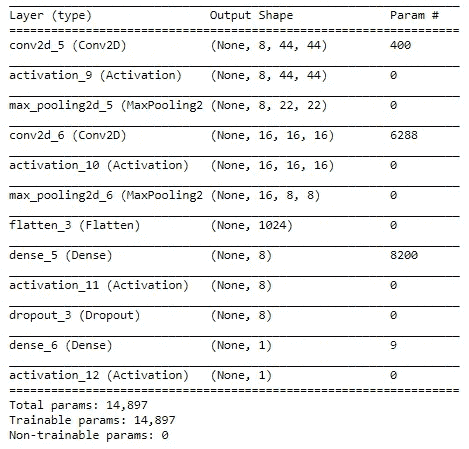 Layer (type) Output Shape Param #
conv2d_5 (Conv2D) (None, 8, 44, 44) 400
activation_9 (Activation) (None, 8, 44, 44) 0
max_pooling2d_5 (MaxPooling2 (None, 8, 22, 22) 0
conv2d_6 (Conv2D) (None, 16, 16, 16) 6288
activation_10 (Activation) (None, 16, 16, 16) 0
max_pooling2d_6 (MaxPooling2 (None, 16, 8, 8) 0
flatten_3 (Flatten) (None, 1024) 0
dense_5 (Dense) (None, 8) 8200
activation_11 (Activation) (None, 8) 0
dropout_3 (Dropout) (None, 8) 0
dense_6 (Dense) (None, 1) 9
activation_12 (Activation) (None, 1) 0
Total params: 14,897
Trainable params: 14,897
Non-trainable params: 0